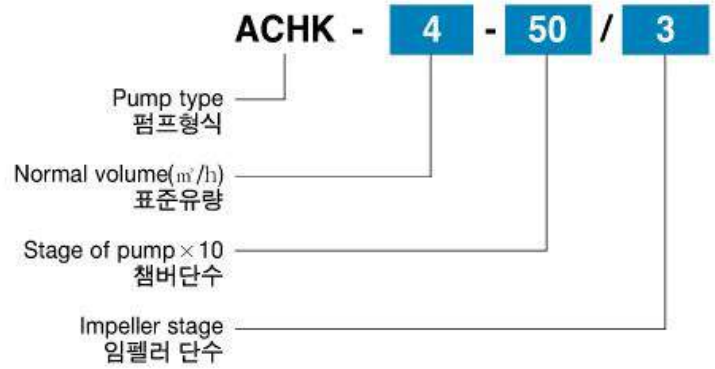 ACHK - 4 - 50 / 3
Pump type
펌프형식
Normal volume(㎥/h)
표준유량
Stage of pump×10
챔버단수
Impeller stage
임펠러 단수